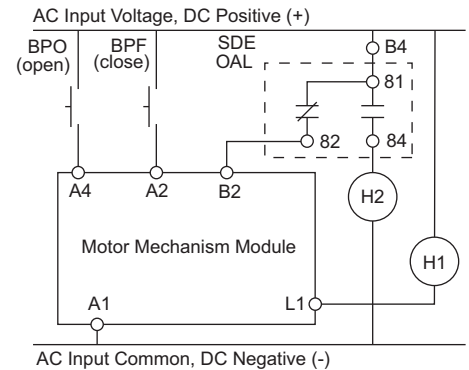 AC Input Voltage, DC Positive (+)
BPO
(open)
BPF
(close)
SDE
OAL
B4
81
82
84
A4
A2
B2
H2
Motor Mechanism Module
H1
A1
L1
AC Input Common, DC Negative (-)